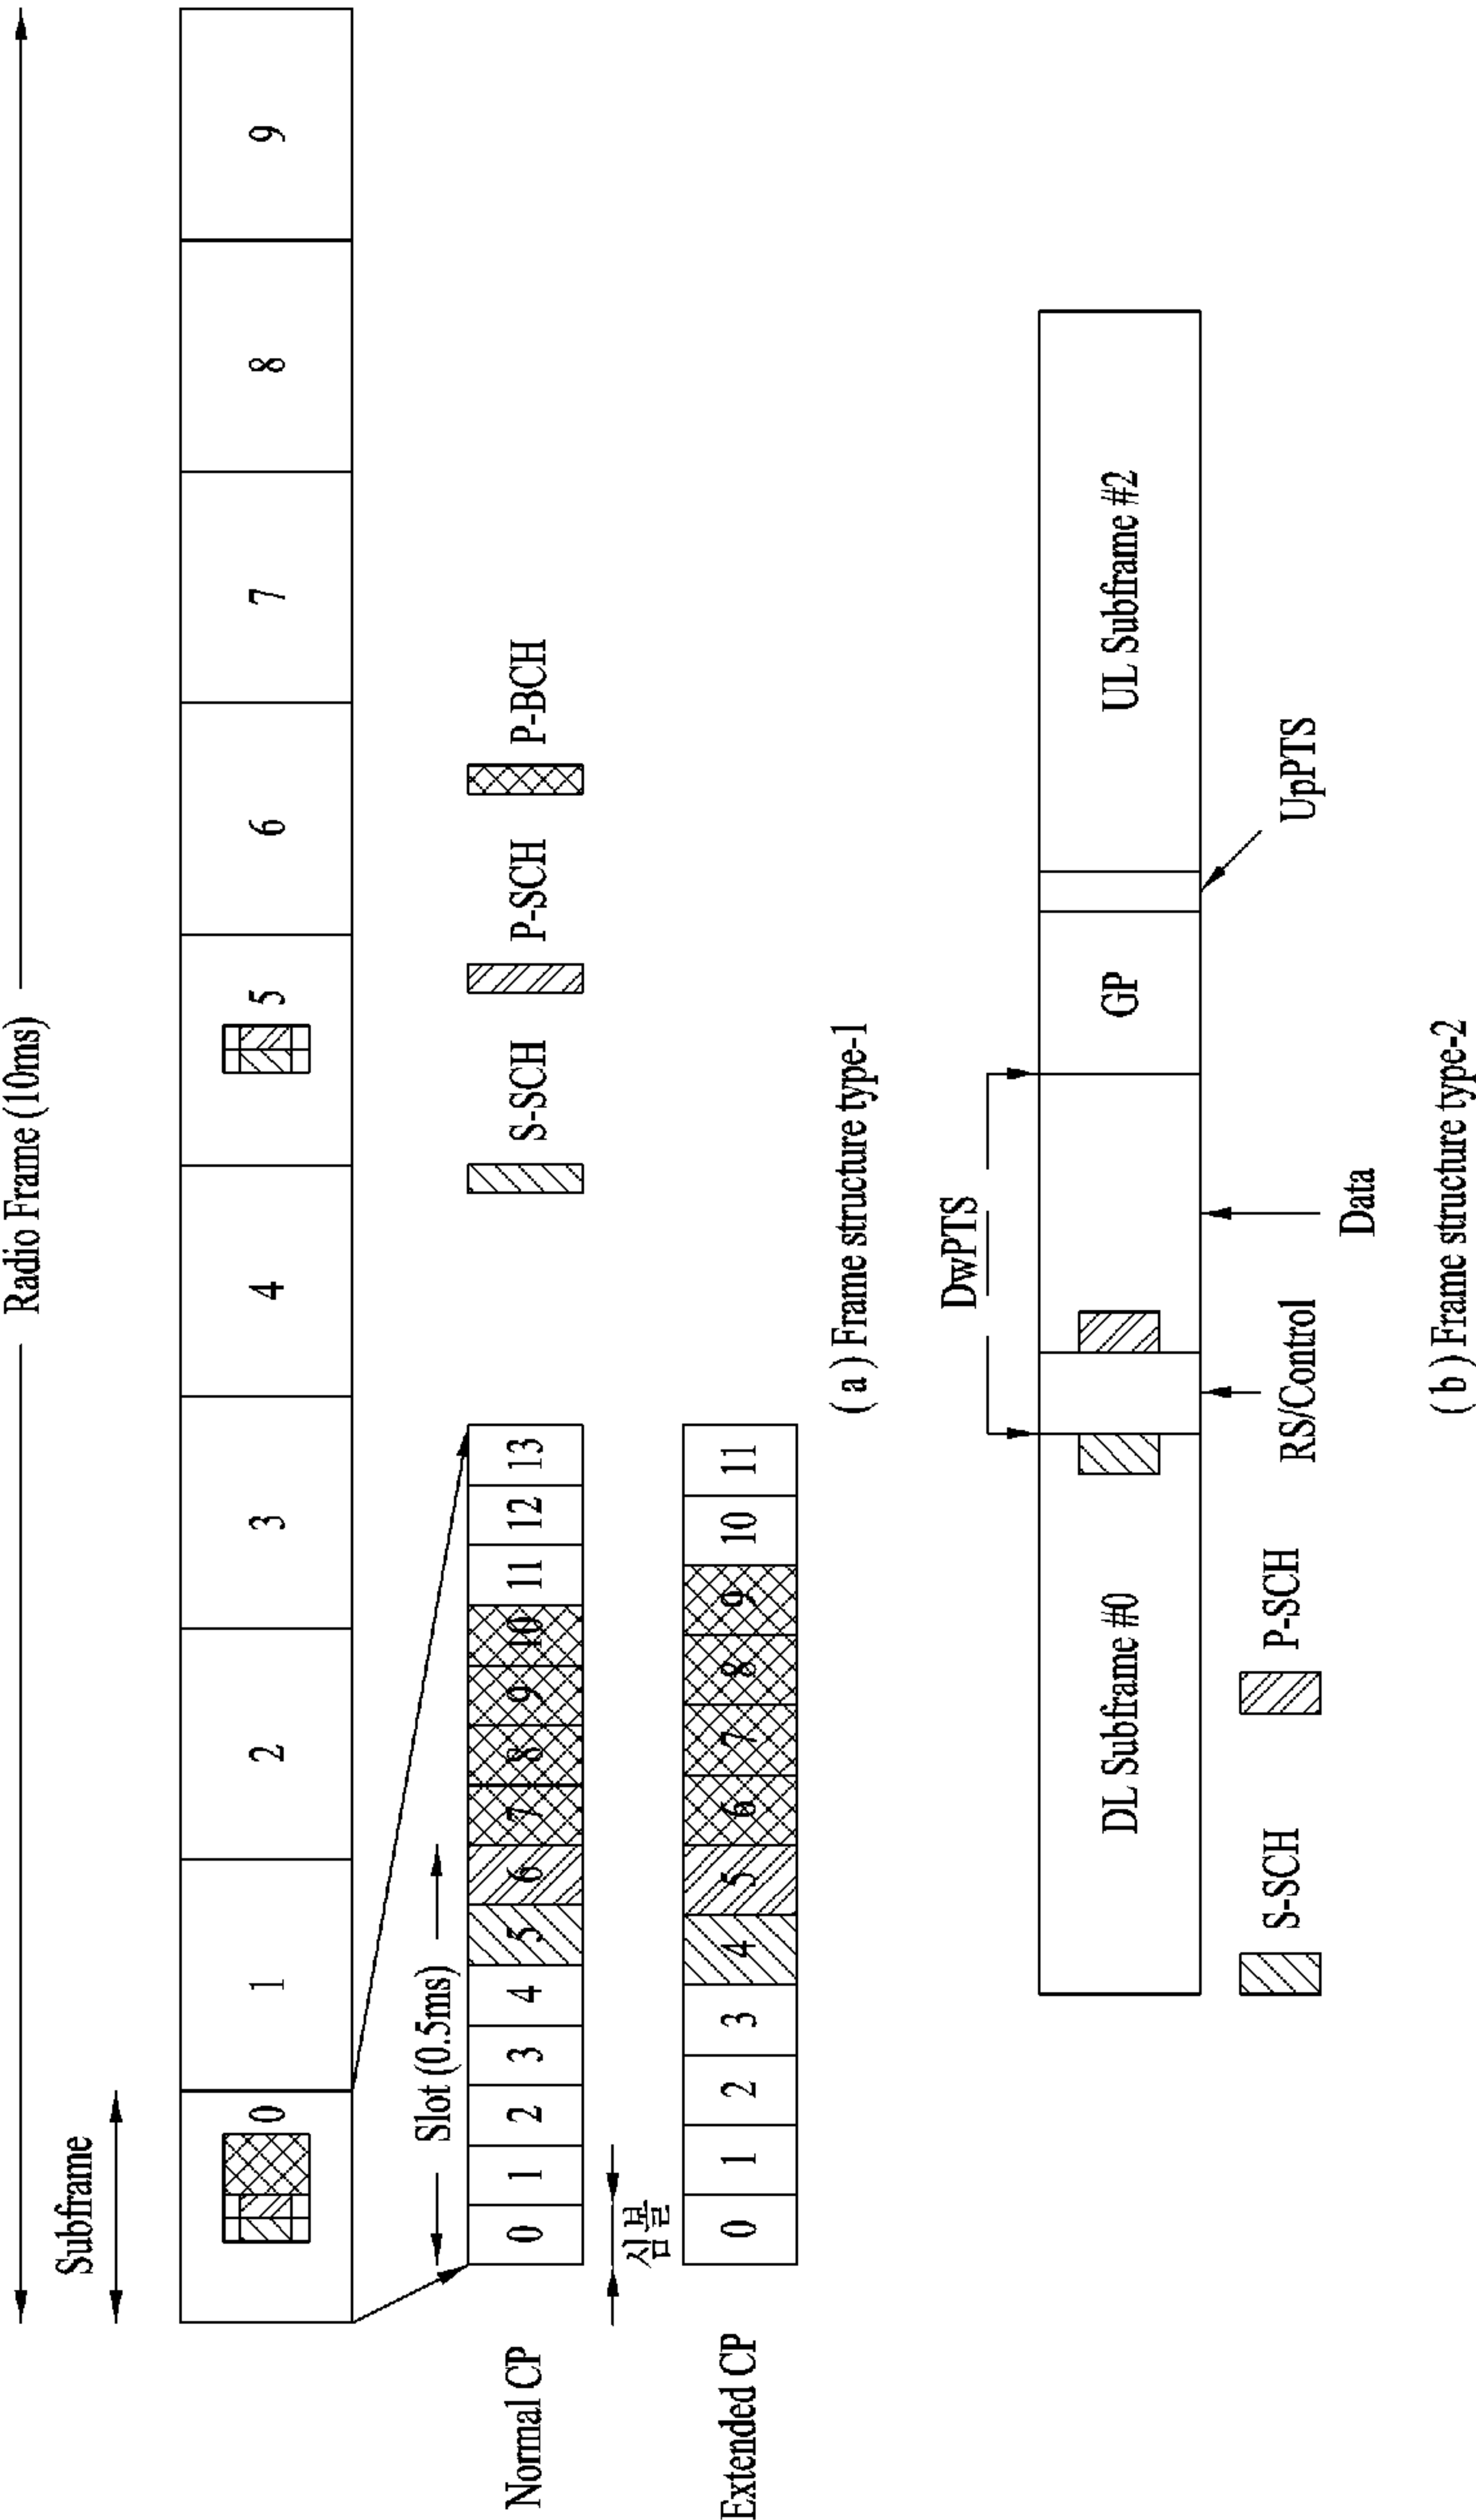 Radio Frame (10ms)
Subframe
0 1 2 3 4 5 6 7 8 9
Slot (0.5ms)
Normal CP
0 1 2 3 4 5 6 7 8 9 10 11 12 13
S-SCH P-SCH P-BCH
심볼
Extended CP
0 1 2 3 4 5 6 7 8 9 10 11
( a ) Frame structure type-1
DwPTS
DL Subframe #0 GP UL Subframe #2
S-SCH P-SCH
RS/Control
UpPTS
Data
( b ) Frame structure type-2